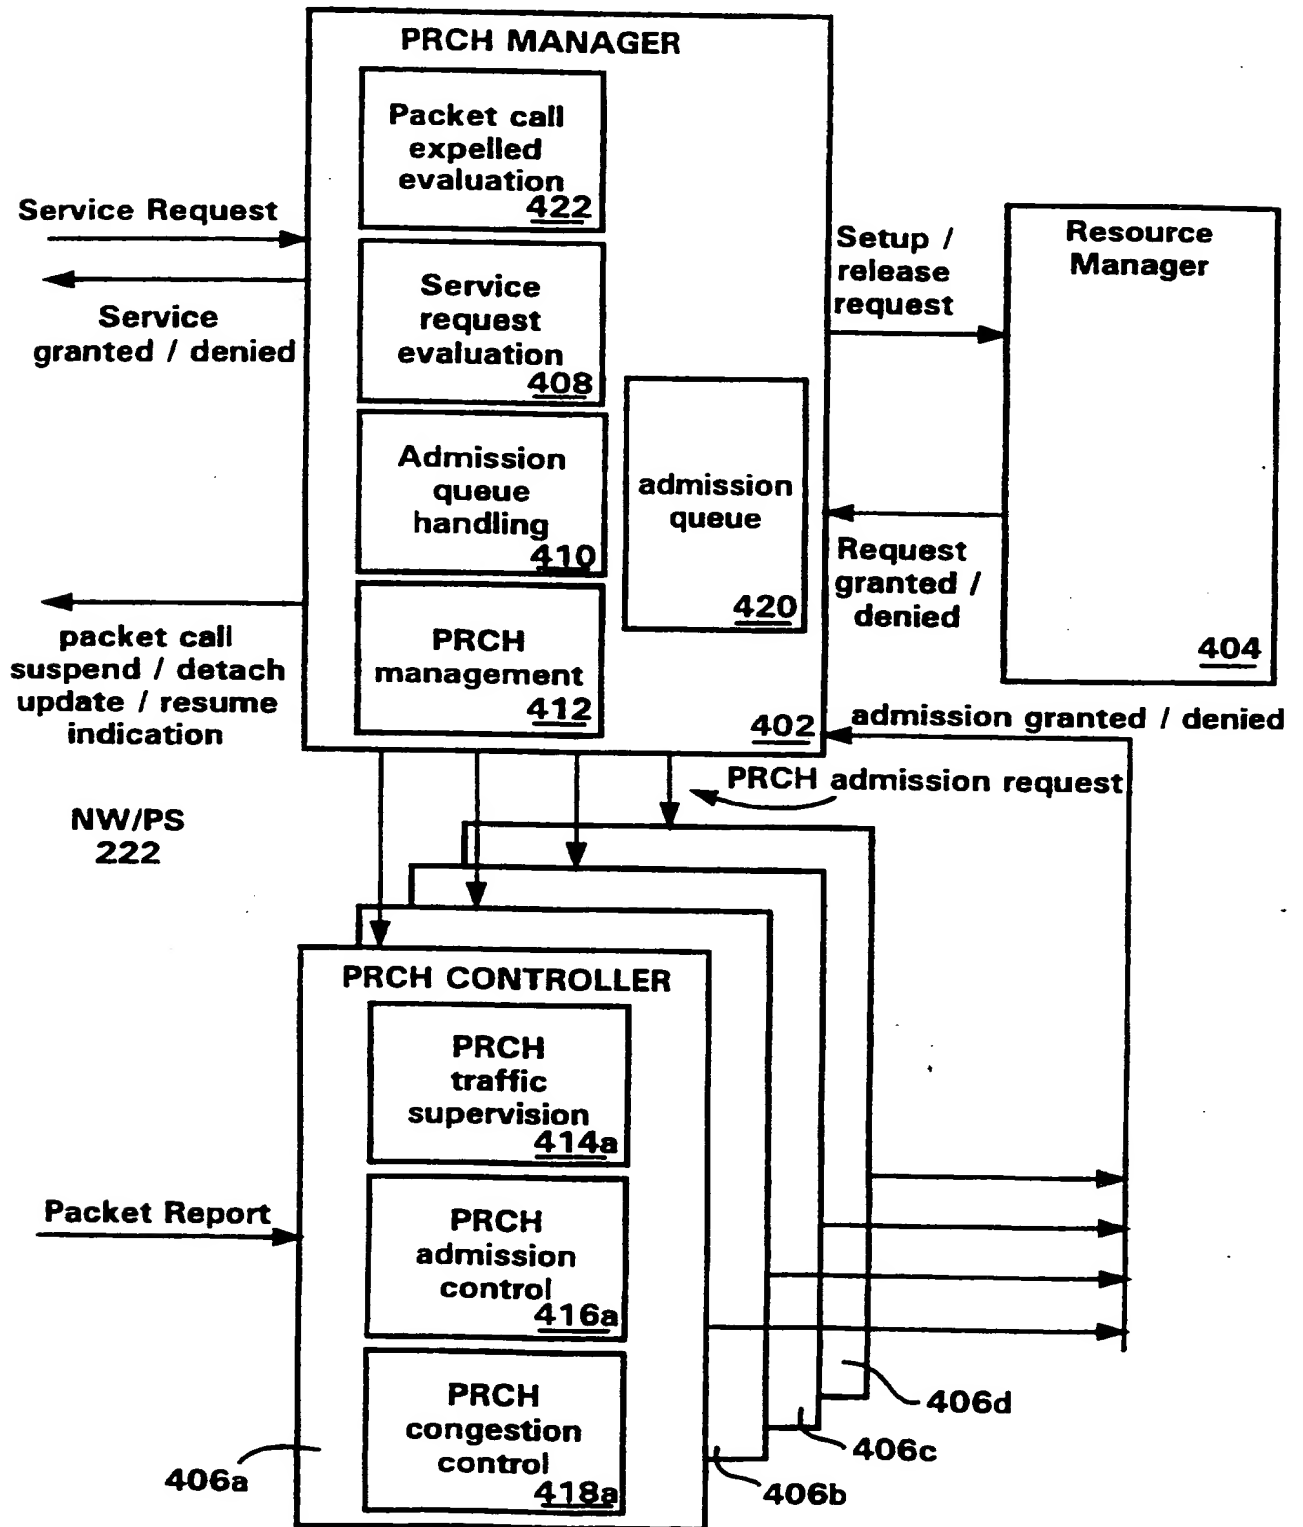 PRCH MANAGER
Packet call
expelled
evaluation
422
Service Request
Service
granted / denied
Service
request
evaluation
408
Admission
queue
handling
410
admission
queue
420
PRCH
management
412
402
Setup /
release
request
Resource
Manager
404
Request
granted /
denied
packet call
suspend / detach
update / resume
indication
admission granted / denied
PRCH admission request
NW/PS
222
PRCH CONTROLLER
PRCH
traffic
supervision
414a
Packet Report
PRCH
admission
control
416a
PRCH
congestion
control
418a
406a
406b
406c
406d